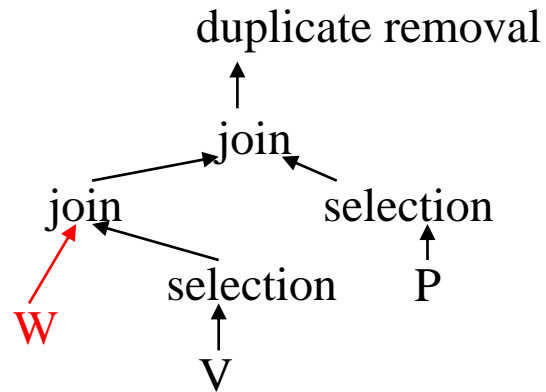 duplicate removal
join
join
selection
selection
P
W
V